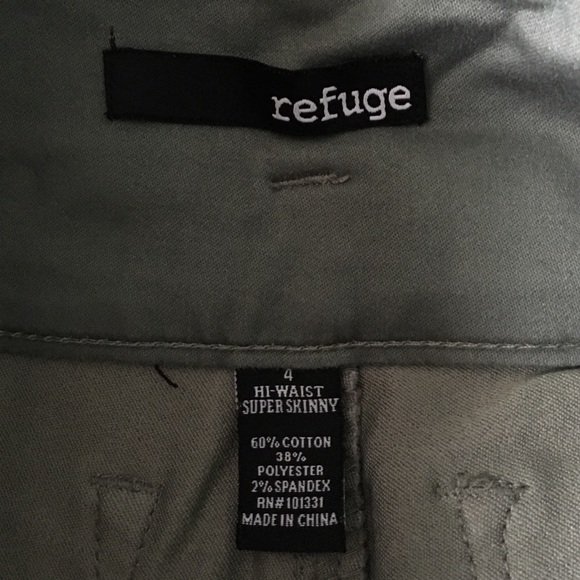 refuge
4
HI-WAIST
SUPER SKINNY
60% COTTON
38%
POLYESTER
2% SPANDEX
RN#101331
MADE IN CHINA